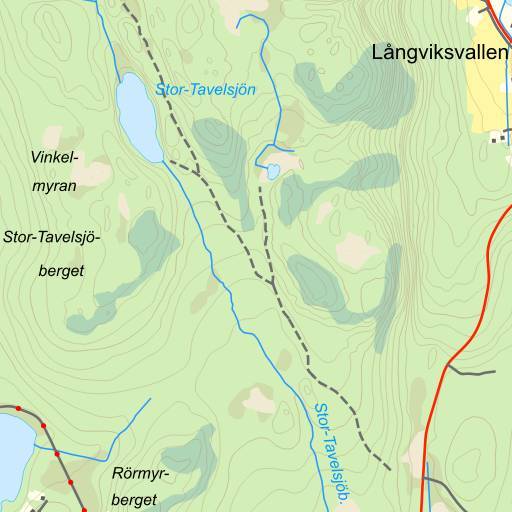 Långviksvallen
Stor-Tavelsjön
Vinkel-
myran
Stor-Tavelsjö-
berget
Stor-Tavelsjöb.
Rörmyr-
berget